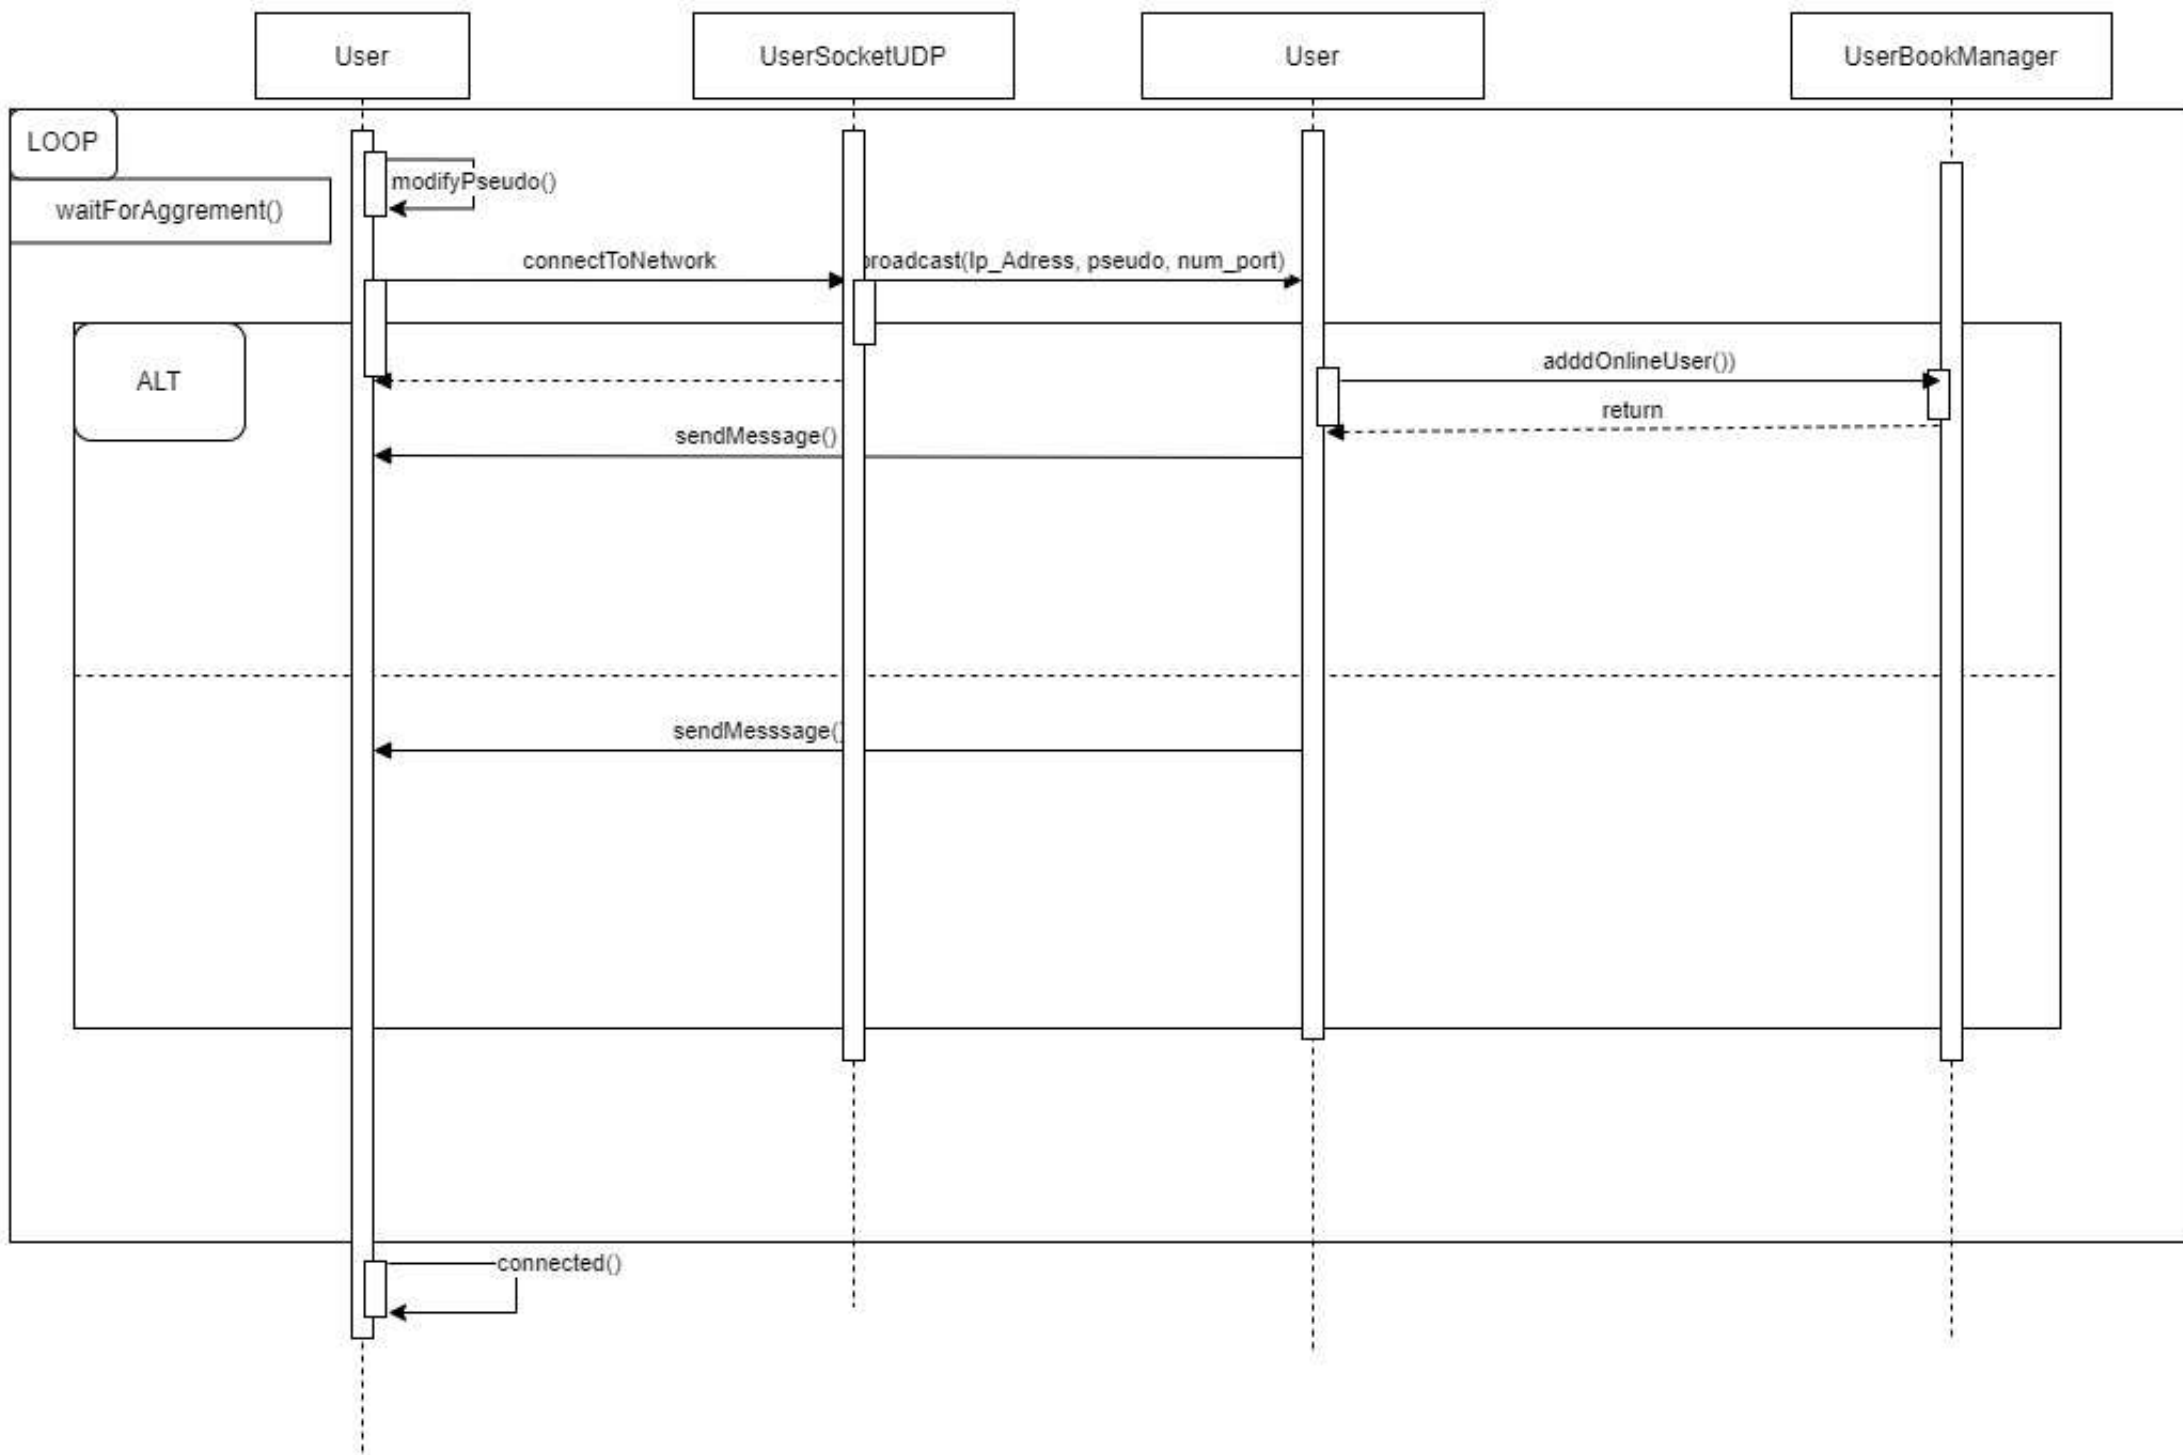 User
UserSocketUDP
User
UserBookManager
LOOP
modifyPseudo()
waitForAggrement()
connectToNetwork
broadcast(Ip_Adress, pseudo, num_port)
ALT
adddOnlineUser())
return
sendMessage()
sendMesssage()
connected()